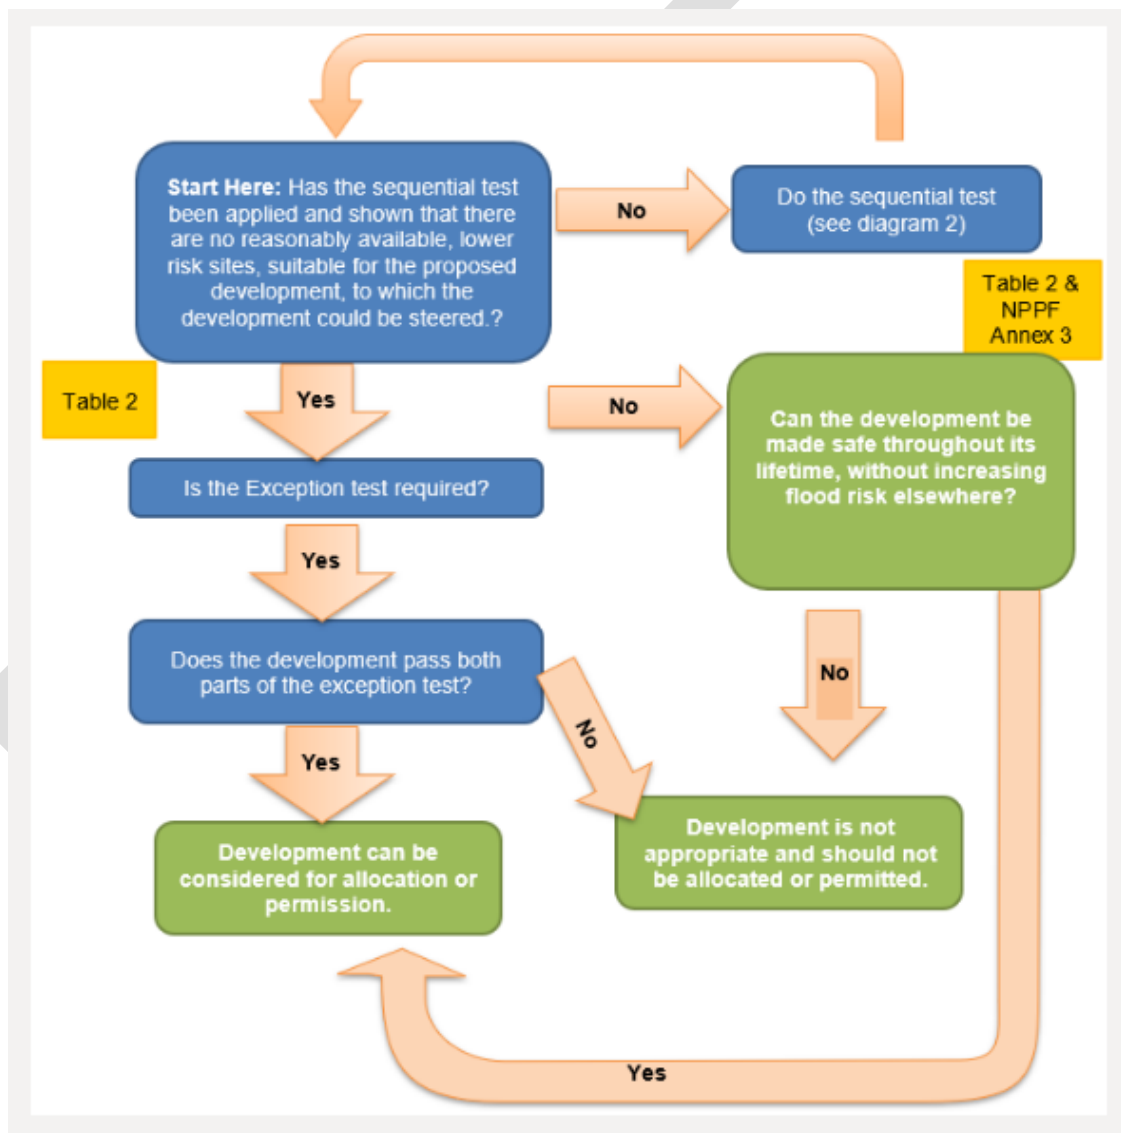 Start Here: Has the sequential test
been applied and shown that there
are no reasonably available, lower
risk sites, suitable for the proposed
development, to which the
development could be steered.?
No
Do the sequential test
(see diagram 2)
Table 2 &
NPPF
Annex 3
Table 2
Yes
No
Can the development be
made safe throughout its
lifetime, without increasing
flood risk elsewhere?
Is the Exception test required?
Yes
Does the development pass both
parts of the exception test?
No
No
Yes
Development can be
considered for allocation or
permission.
Development is not
appropriate and should not
be allocated or permitted.
Yes